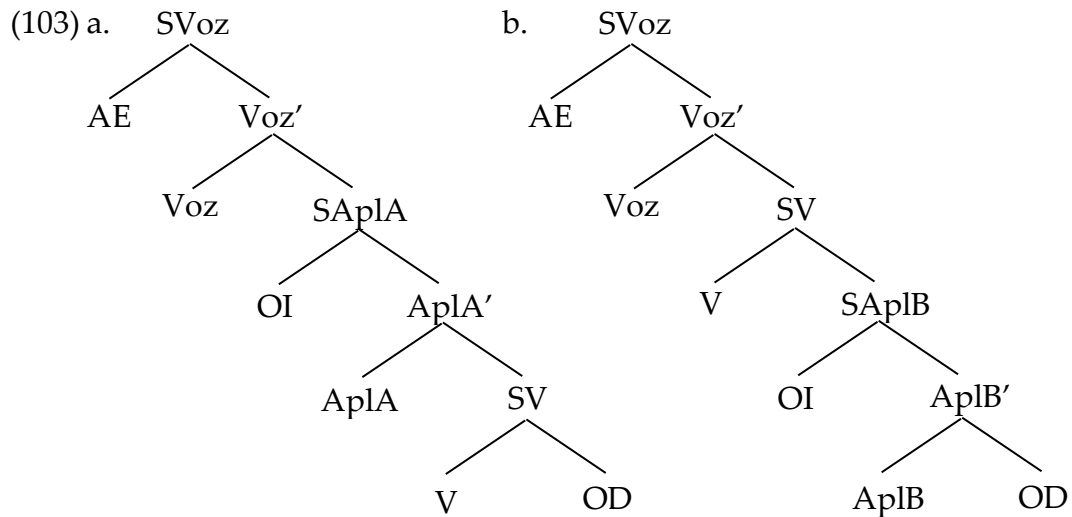 (103) a. SVoz b. SVoz
AE Voz′ AE Voz′
Voz SAplA Voz SV
OI AplA′ V SAplB
AplA SV OI AplB′
V OD AplB OD